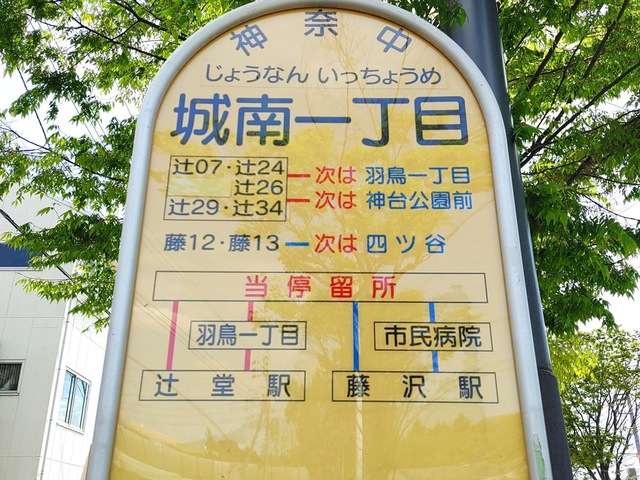 神奈中
じょうなん いっちょうめ
城南一丁目
辻07・辻24 次は 羽鳥一丁目
辻26
辻29・辻34 次は 神台公園前
藤12・藤13 次は 四ツ谷
当停留所
羽鳥一丁目 市民病院
辻堂駅 藤沢駅